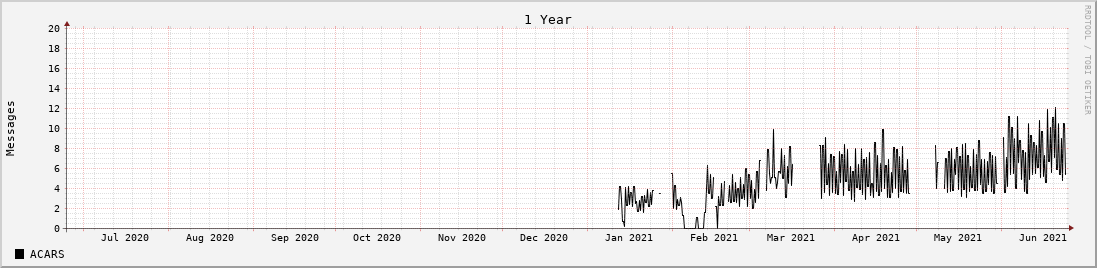 1 Year
RRDTOOL / TOBI OETIKER
Messages
20
18
16
14
12
10
8
6
4
2
0
Jul 2020 Aug 2020 Sep 2020 Oct 2020 Nov 2020 Dec 2020 Jan 2021 Feb 2021 Mar 2021 Apr 2021 May 2021 Jun 2021
ACARS